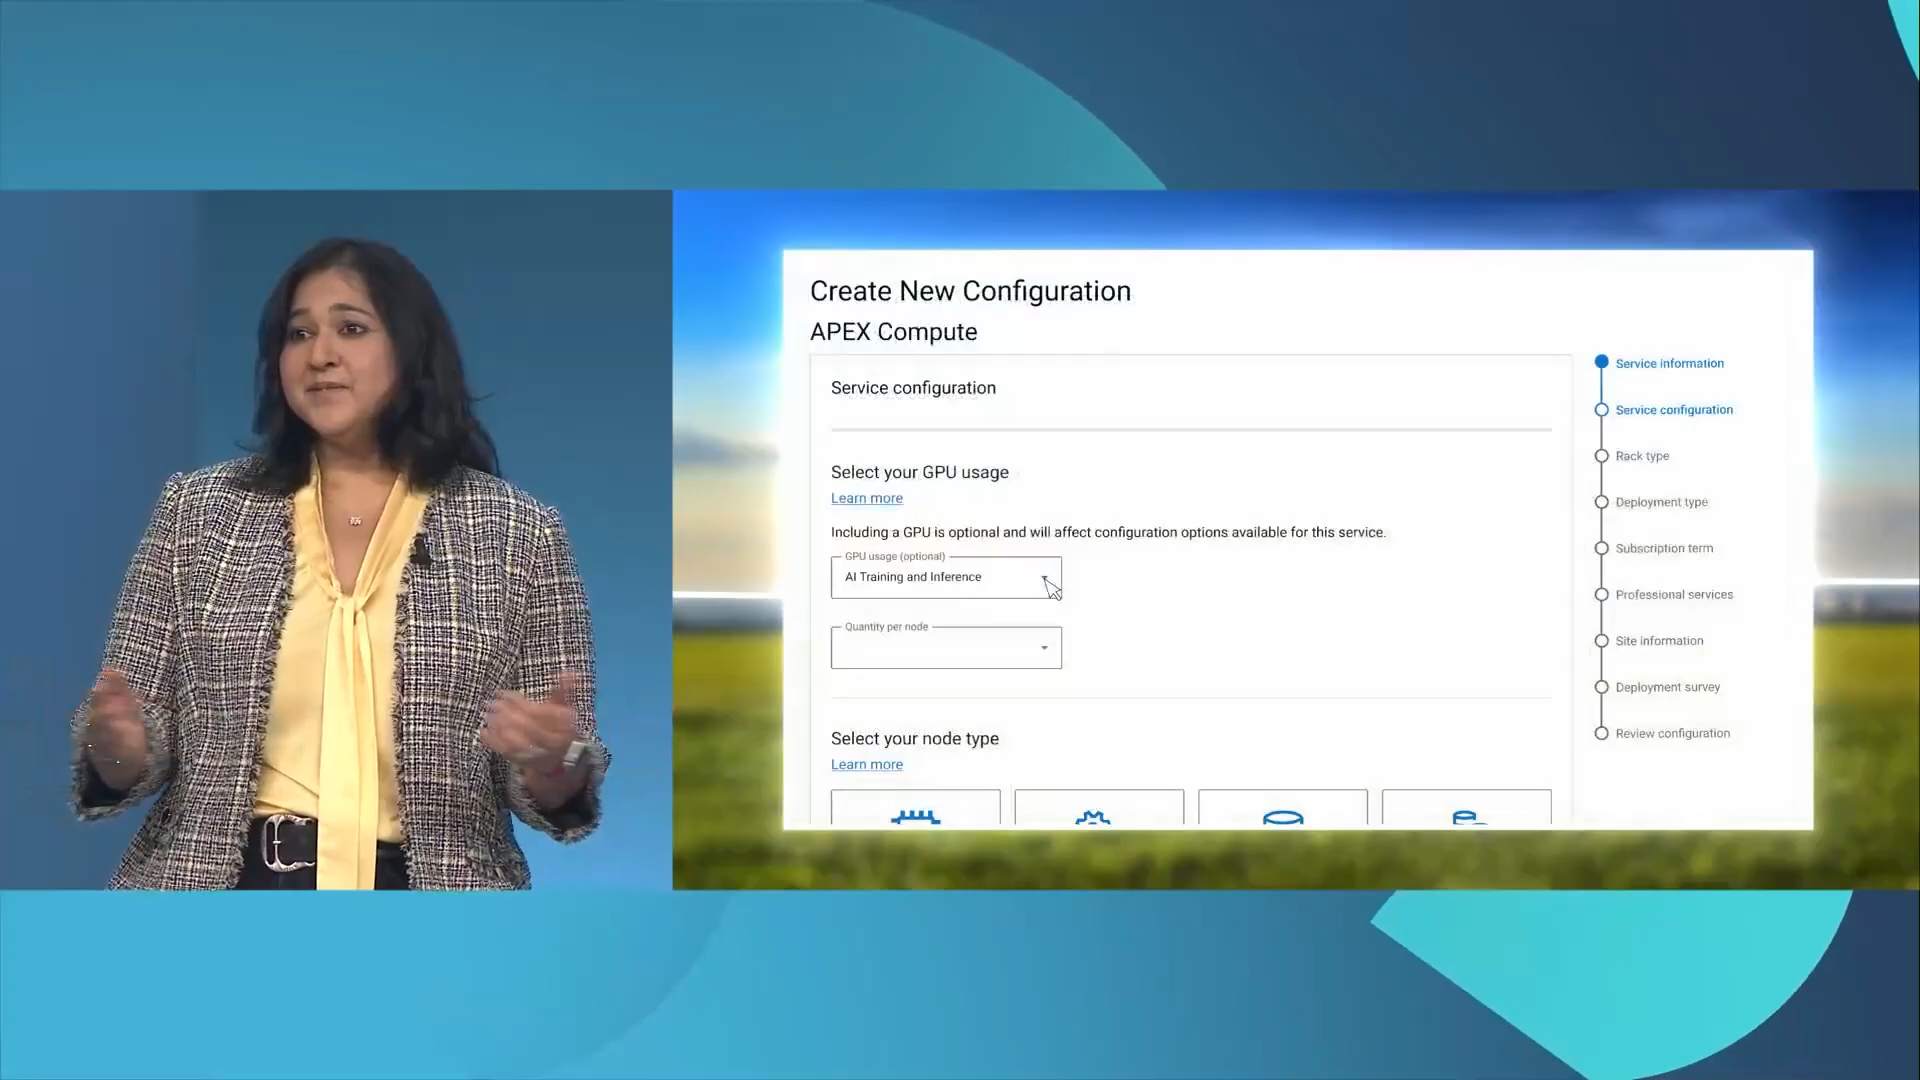 Create New Configuration
APEX Compute
Service configuration
Select your GPU usage
Learn more
Including a GPU is optional and will affect configuration options available for this service.
GPU usage (optional)
AI Training and Inference
Quantity per node
Select your node type
Learn more
Service information
Service configuration
Rack type
Deployment type
Subscription term
Professional services
Site information
Deployment survey
Review configuration